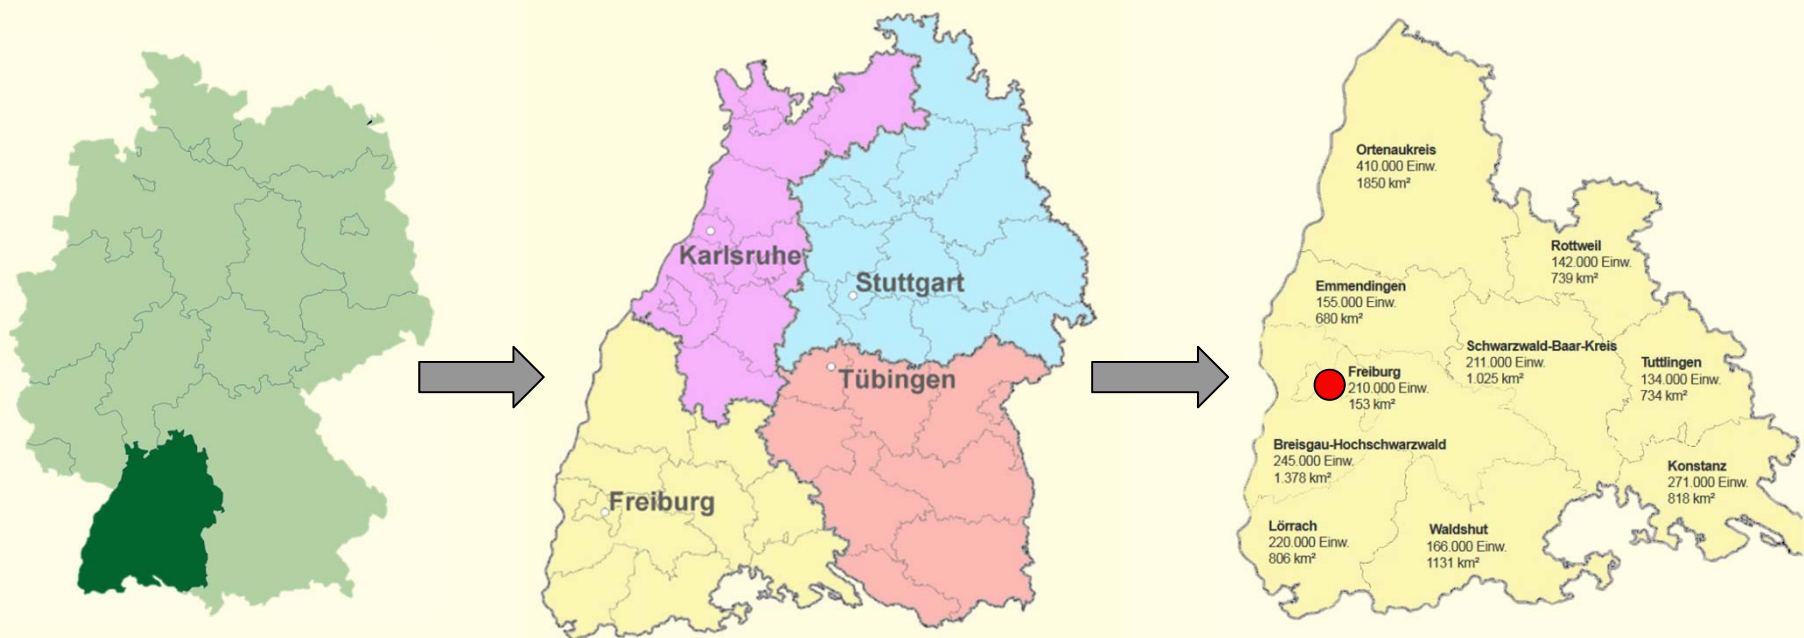 Karlsruhe
Stuttgart
Tübingen
Freiburg
Ortenaukreis
410.000 Einw.
1850 km²
Rottweil
142.000 Einw.
739 km²
Emmendingen
155.000 Einw.
680 km²
Schwarzwald-Baar-Kreis
211.000 Einw.
1.025 km²
Tuttlingen
134.000 Einw.
734 km²
Freiburg
210.000 Einw.
153 km²
Breisgau-Hochschwarzwald
245.000 Einw.
1.378 km²
Konstanz
271.000 Einw.
818 km²
Lörrach
220.000 Einw.
806 km²
Waldshut
166.000 Einw.
1131 km²